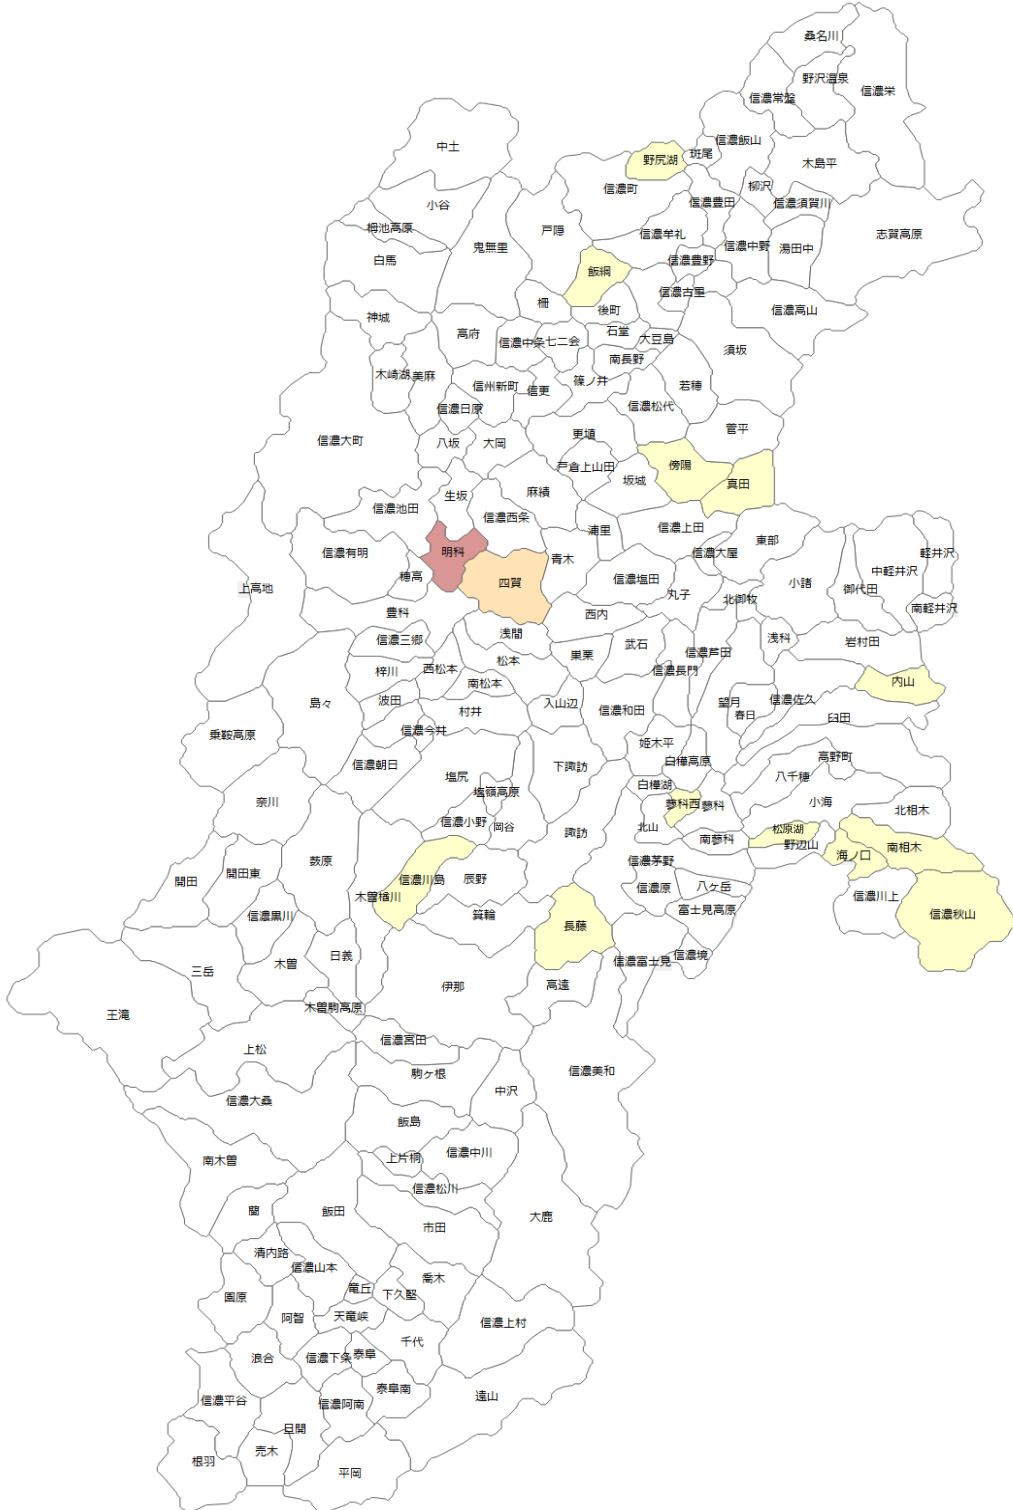 桑名川
野沢温泉
信濃栄
信濃常盤
信濃飯山
中土
斑尾
野尻湖
木島平
柳沢
信濃町
信濃豊田
信濃須賀川
小谷
栂池高原
戸隠
信濃牟礼
志賀高原
鬼無里
信濃中野
湯田中
白馬
信濃豊野
飯綱
信濃古里
柵
後町
信濃高山
神城
高府
石堂
信濃中条
七二会
大豆島
須坂
南長野
木崎湖
美麻
篠ノ井
信州新町
信更
若穂
信濃日原
信濃松代
菅平
更埴
信濃大町
八坂
大岡
傍陽
戸倉上山田
坂城
真田
麻績
生坂
信濃池田
信濃西条
信濃上田
浦里
東部
信濃有明
明科
信濃大屋
軽井沢
青木
中軽井沢
穂高
信濃塩田
四賀
小諸
上高地
御代田
丸子
北御牧
南軽井沢
豊科
西内
浅間
信濃三郷
浅科
岩村田
武石
信濃芦田
巣栗
松本
西松本
梓川
信濃長門
内山
南松本
波田
島々
入山辺
信濃佐久
望月
村井
信濃和田
春日
臼田
信濃今井
乗鞍高原
姫木平
高野町
白樺高原
信濃朝日
下諏訪
塩尻
八千穂
白樺湖
塩嶺高原
奈川
蓼科西
蓼科
小海
北相木
信濃小野
岡谷
北山
松原湖
諏訪
南蓼科
野辺山
南相木
海ノ口
薮原
信濃茅野
開田東
開田
信濃川島
辰野
信濃原
八ヶ岳
木曽楢川
信濃川上
富士見高原
信濃黒川
箕輪
信濃秋山
長藤
日義
信濃境
木曽
信濃富士見
三岳
高遠
伊那
木曽駒高原
王滝
信濃宮田
上松
信濃美和
駒ヶ根
中沢
信濃大桑
飯島
信濃中川
上片桐
南木曽
信濃松川
蘭
飯田
大鹿
市田
清内路
信濃山本
喬木
竜丘
下久堅
園原
阿智
天竜峡
信濃上村
千代
泰阜
浪合
信濃下条
泰阜南
遠山
信濃平谷
信濃阿南
旦開
売木
根羽
平岡